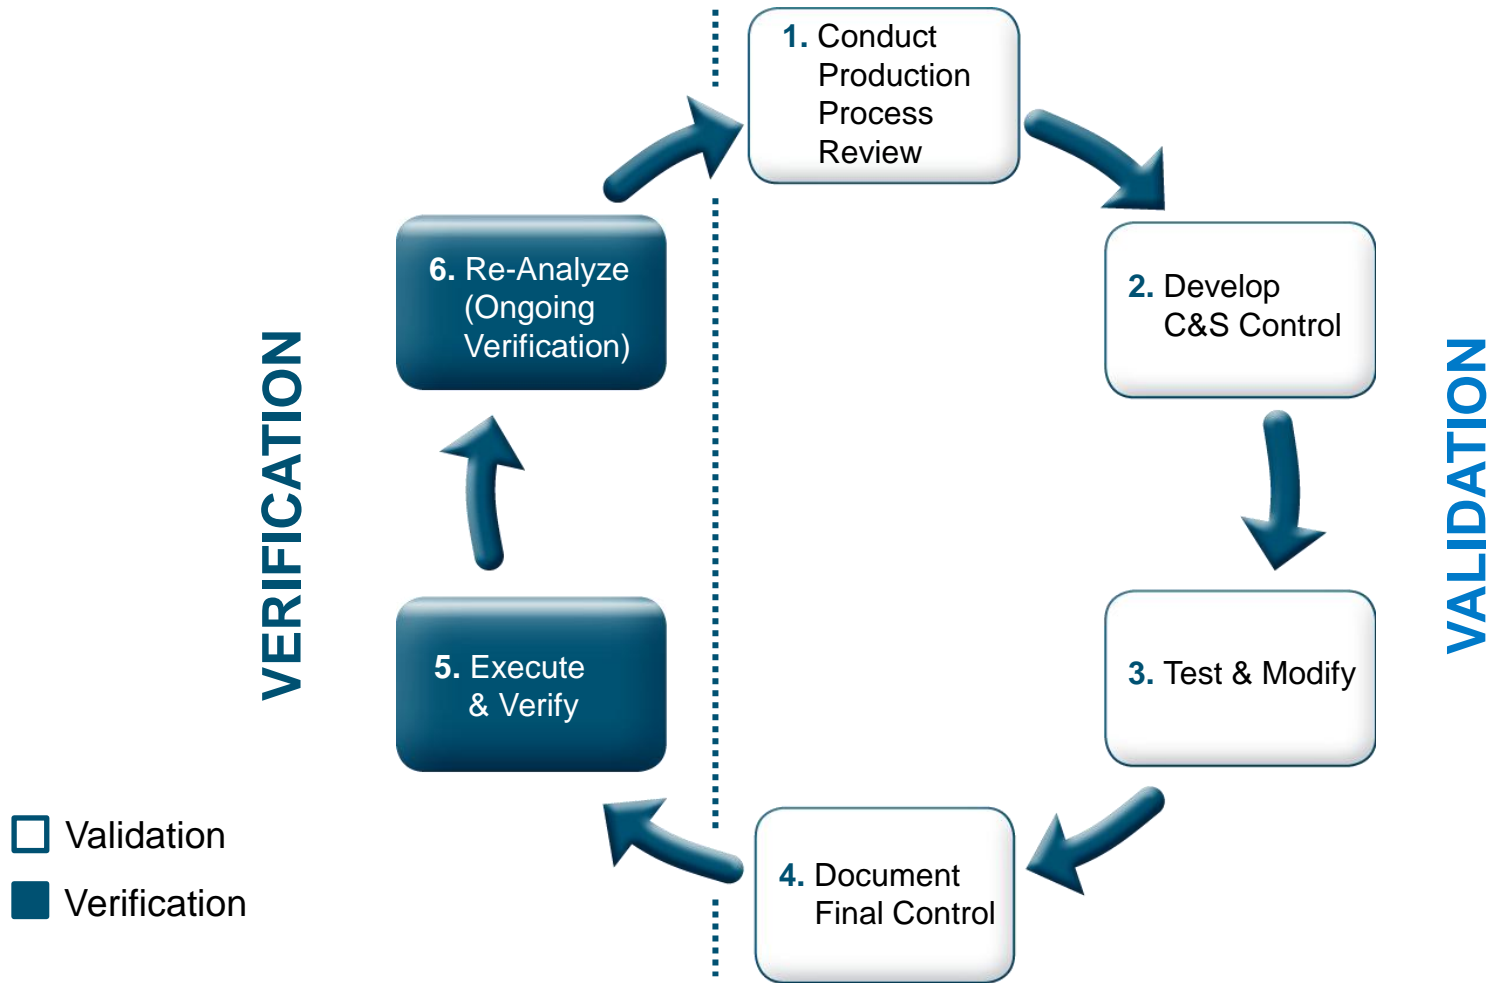 1. Conduct
Production
Process
Review
2. Develop
C&S Control
3. Test & Modify
4. Document
Final Control
5. Execute
& Verify
6. Re-Analyze
(Ongoing
Verification)
VERIFICATION
VALIDATION
Validation
Verification